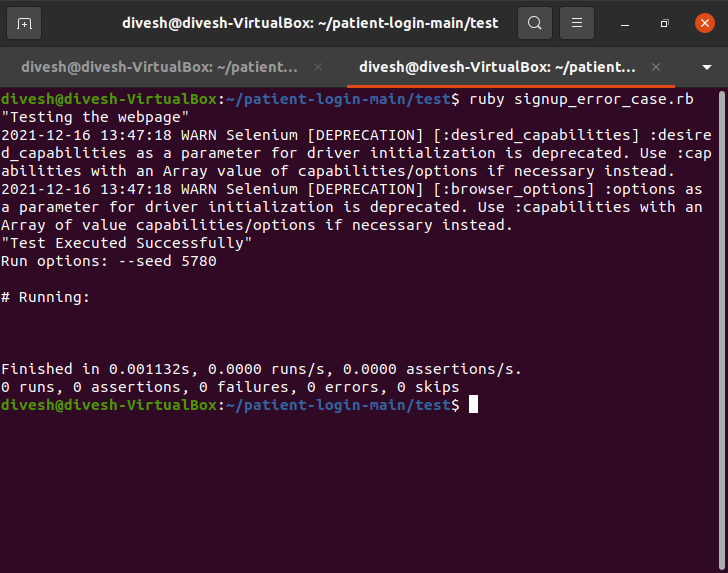 divesh@divesh-VirtualBox: ~/patient-login-main/test
divesh@divesh-VirtualBox: ~/patient... ×
divesh@divesh-VirtualBox: ~/patient... ×
divesh@divesh-VirtualBox:~/patient-login-main/test$ ruby signup_error_case.rb
"Testing the webpage"
2021-12-16 13:47:18 WARN Selenium [DEPRECATION] [:desired_capabilities] :desire
d_capabilities as a parameter for driver initialization is deprecated. Use :cap
abilities with an Array value of capabilities/options if necessary instead.
2021-12-16 13:47:18 WARN Selenium [DEPRECATION] [:browser_options] :options as
a parameter for driver initialization is deprecated. Use :capabilities with an
Array of value capabilities/options if necessary instead.
"Test Executed Successfully"
Run options: --seed 5780
# Running:
Finished in 0.001132s, 0.0000 runs/s, 0.0000 assertions/s.
0 runs, 0 assertions, 0 failures, 0 errors, 0 skips
divesh@divesh-VirtualBox:~/patient-login-main/test$